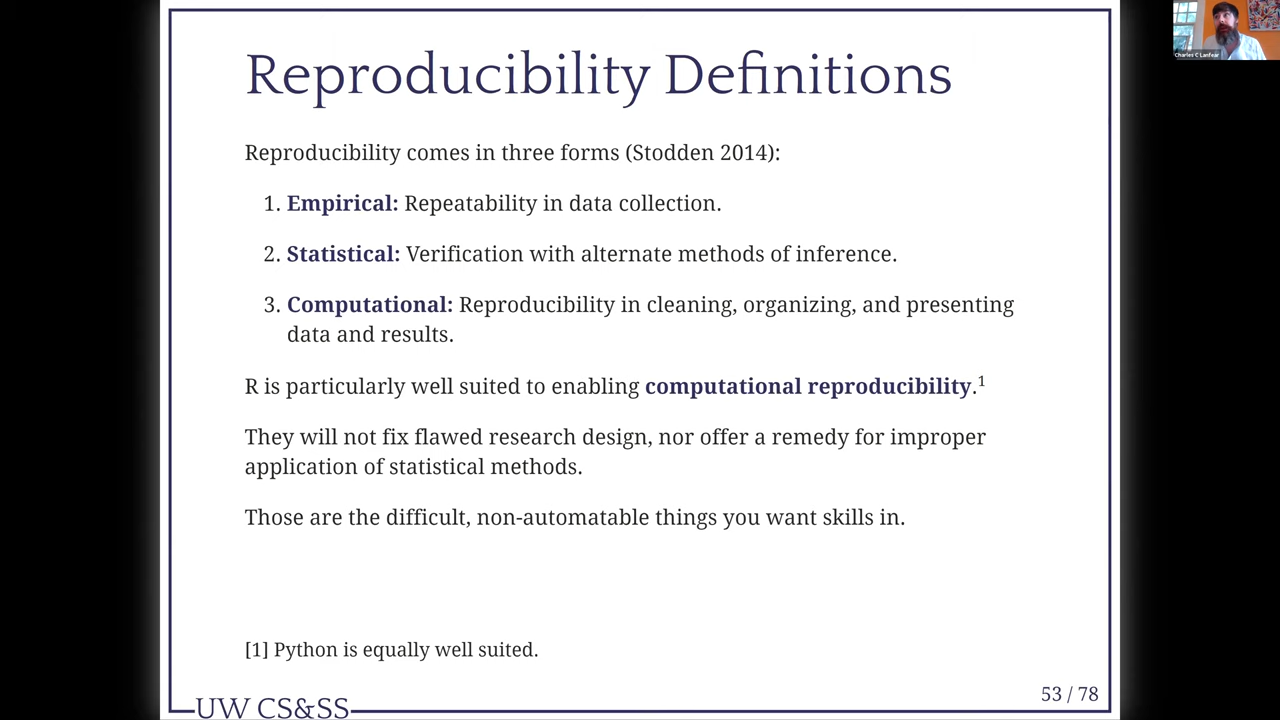 Reproducibility Definitions
Reproducibility comes in three forms (Stodden 2014):
1. Empirical: Repeatability in data collection.
2. Statistical: Verification with alternate methods of inference.
3. Computational: Reproducibility in cleaning, organizing, and presenting
data and results.
R is particularly well suited to enabling computational reproducibility.¹
They will not fix flawed research design, nor offer a remedy for improper
application of statistical methods.
Those are the difficult, non-automatable things you want skills in.
[1] Python is equally well suited.
53 / 78
UW CS&SS
Charles C Lanfear